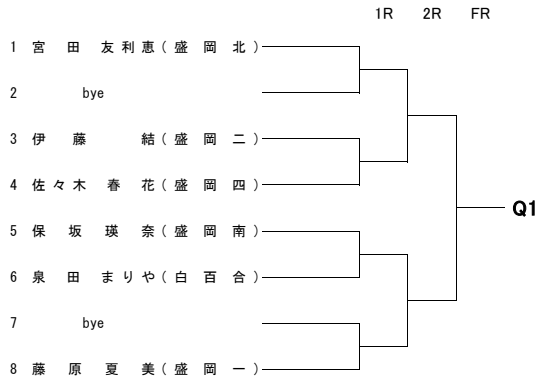 1R 2R FR
1 宮田友利恵(盛岡北)
2 bye
3 伊藤結(盛岡二)
4 佐々木春花(盛岡四)
Q1
5 保坂瑛奈(盛岡南)
6 泉田まりや(白百合)
7 bye
8 藤原夏美(盛岡一)